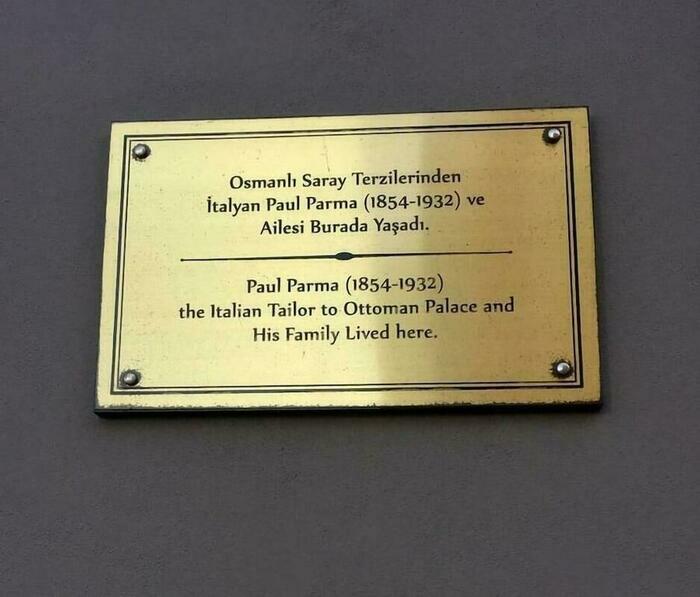 Osmanlı Saray Terzilerinden
İtalyan Paul Parma (1854-1932) ve
Ailesi Burada Yaşadı.
Paul Parma (1854-1932)
the Italian Tailor to Ottoman Palace and
His Family Lived here.